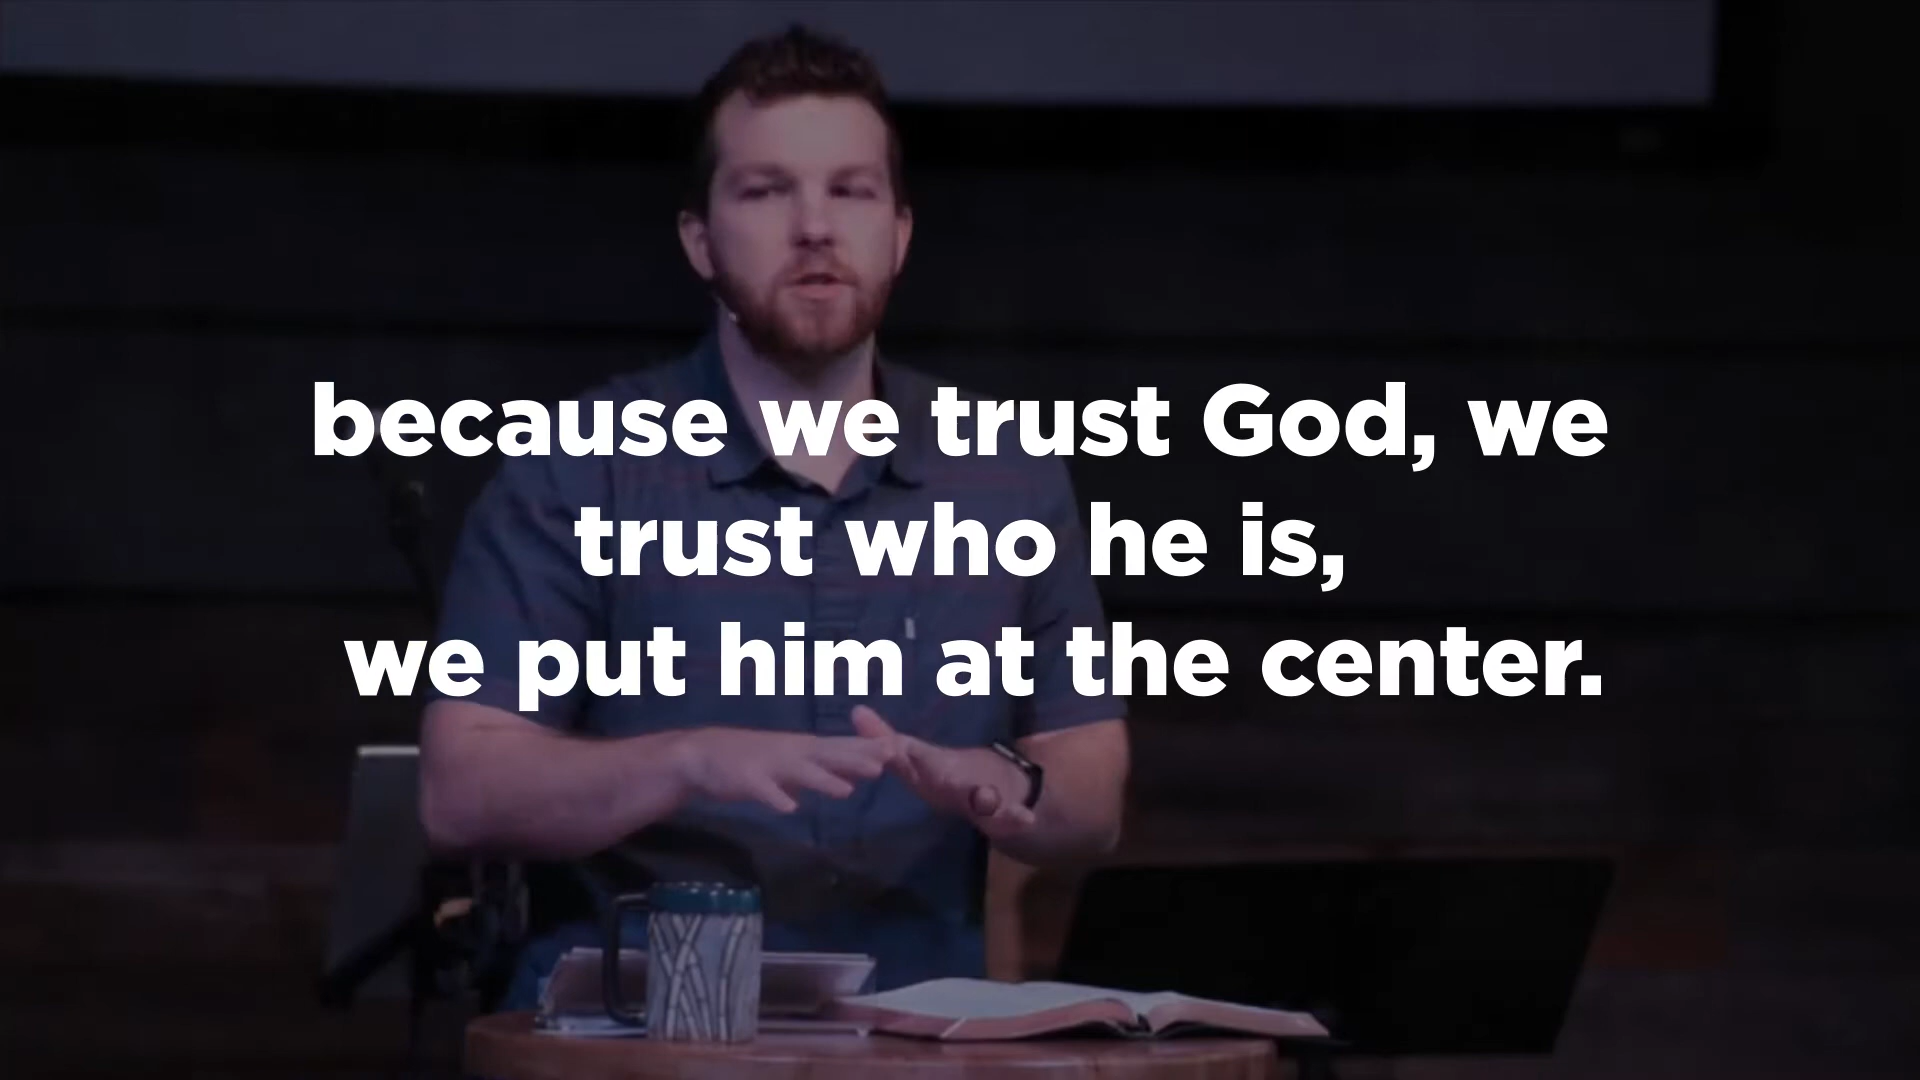 because we trust God, we
trust who he is,
we put him at the center.